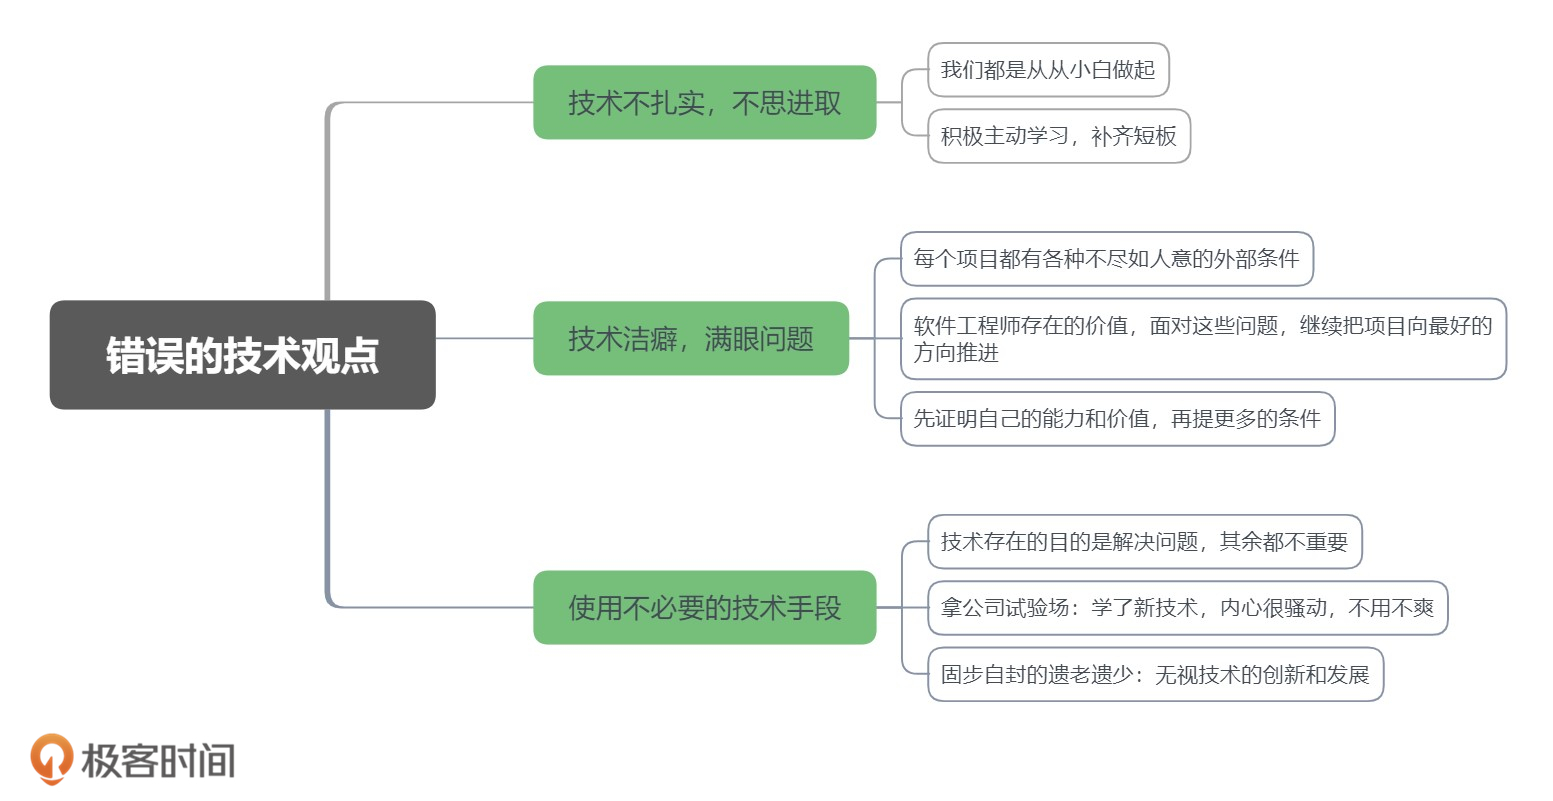 错误的技术观点
技术不扎实，不思进取
我们都是从从小白做起
积极主动学习，补齐短板
技术洁癖，满眼问题
每个项目都有各种不尽如人意的外部条件
软件工程师存在的价值，面对这些问题，继续把项目向最好的
方向推进
先证明自己的能力和价值，再提更多的条件
使用不必要的技术手段
技术存在的目的是解决问题，其余都不重要
拿公司试验场：学了新技术，内心很骚动，不用不爽
固步自封的遗老遗少：无视技术的创新和发展
极客时间